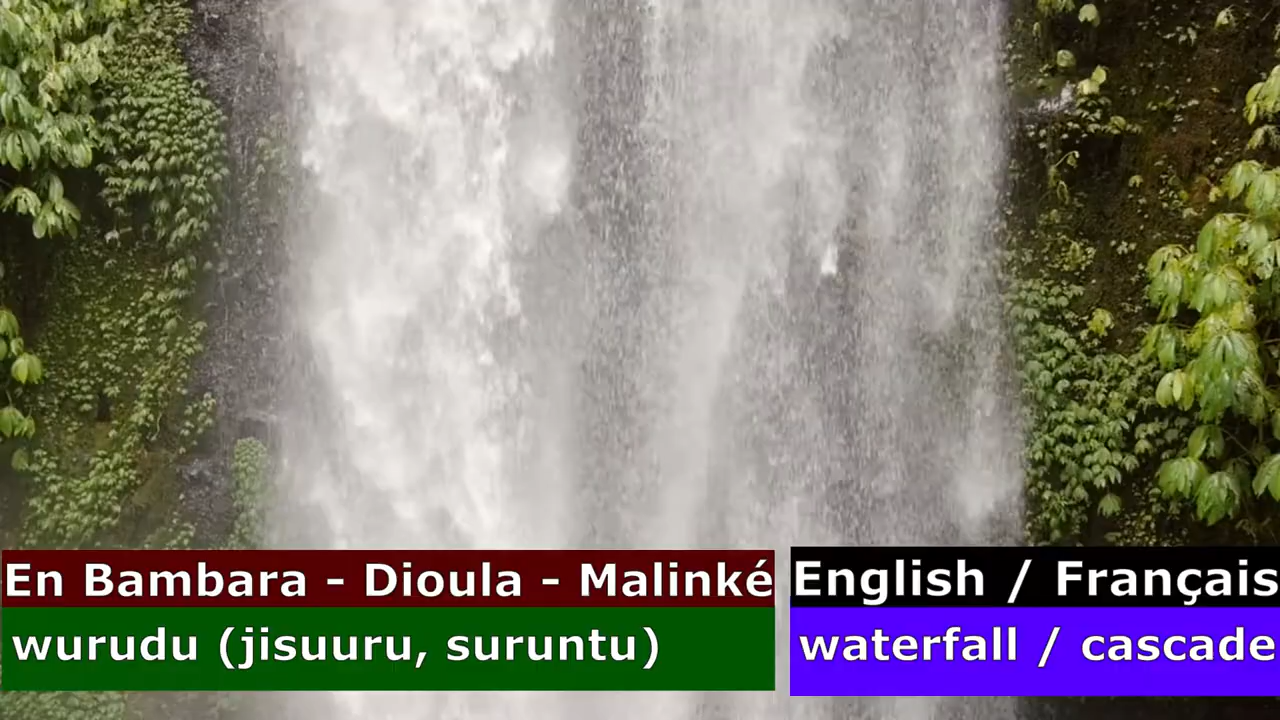 En Bambara - Dioula - Malinké
wurudu (jisuuru, suruntu)
English / Français
waterfall / cascade